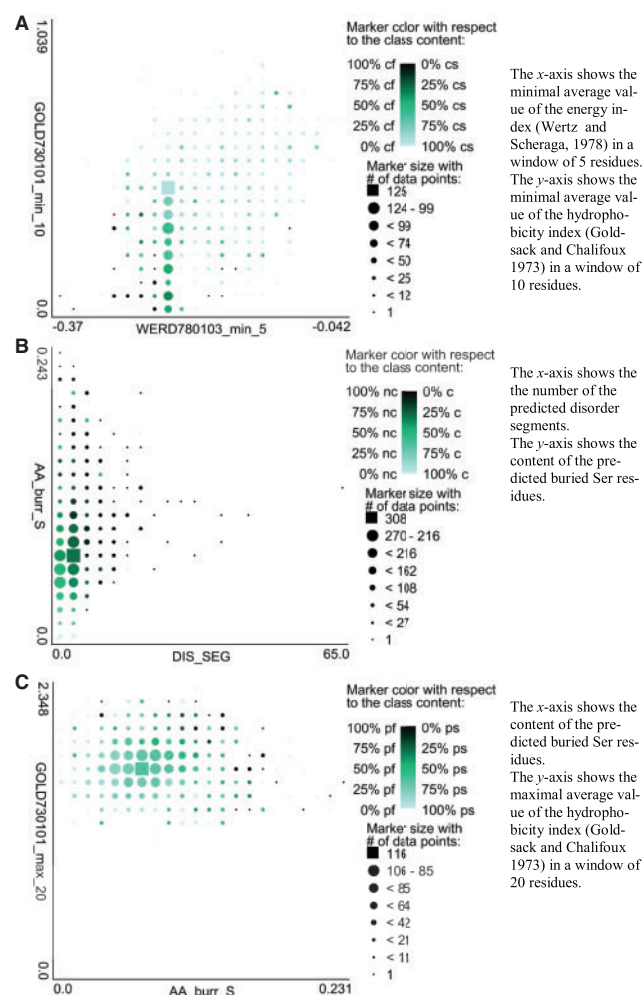 A
1.039
GOLD730101_min_10
0.0
-0.37
WERD780103_min_5
-0.042
Marker color with respect
to the class content:
100% cf 0% cs
75% cf 25% cs
50% cf 50% cs
25% cf 75% cs
0% cf 100% cs
Marker size with
# of data points:
125
124 - 99
< 99
< 74
< 50
< 25
< 12
1
The x-axis shows the
minimal average val-
ue of the energy in-
dex (Wertz and
Scheraga, 1978) in a
window of 5 residues.
The y-axis shows the
minimal average val-
ue of the hydropho-
bicity index (Gold-
sack and Chalifoux
1973) in a window of
10 residues.
B
0.243
AA_burr_S
0.0
0.0
DIS_SEG
65.0
Marker color with respect
to the class content:
100% nc 0% c
75% nc 25% c
50% nc 50% c
25% nc 75% c
0% nc 100% c
Marker size with
# of data points:
308
270 - 216
< 216
< 162
< 108
< 54
< 27
1
The x-axis shows the
the number of the
predicted disorder
segments.
The y-axis shows the
content of the pre-
dicted buried Ser res-
idues.
C
2.348
GOLD730101_max_20
0.0
0.0
AA_burr_S
0.231
Marker color with respect
to the class content:
100% pf 0% ps
75% pf 25% ps
50% pf 50% ps
25% pf 75% ps
0% pf 100% ps
Marker size with
# of data points:
116
106 - 85
< 85
< 64
< 42
< 21
< 11
1
The x-axis shows the
content of the pre-
dicted buried Ser res-
idues.
The y-axis shows the
maximal average val-
ue of the hydropho-
bicity index (Gold-
sack and Chalifoux
1973) in a window of
20 residues.